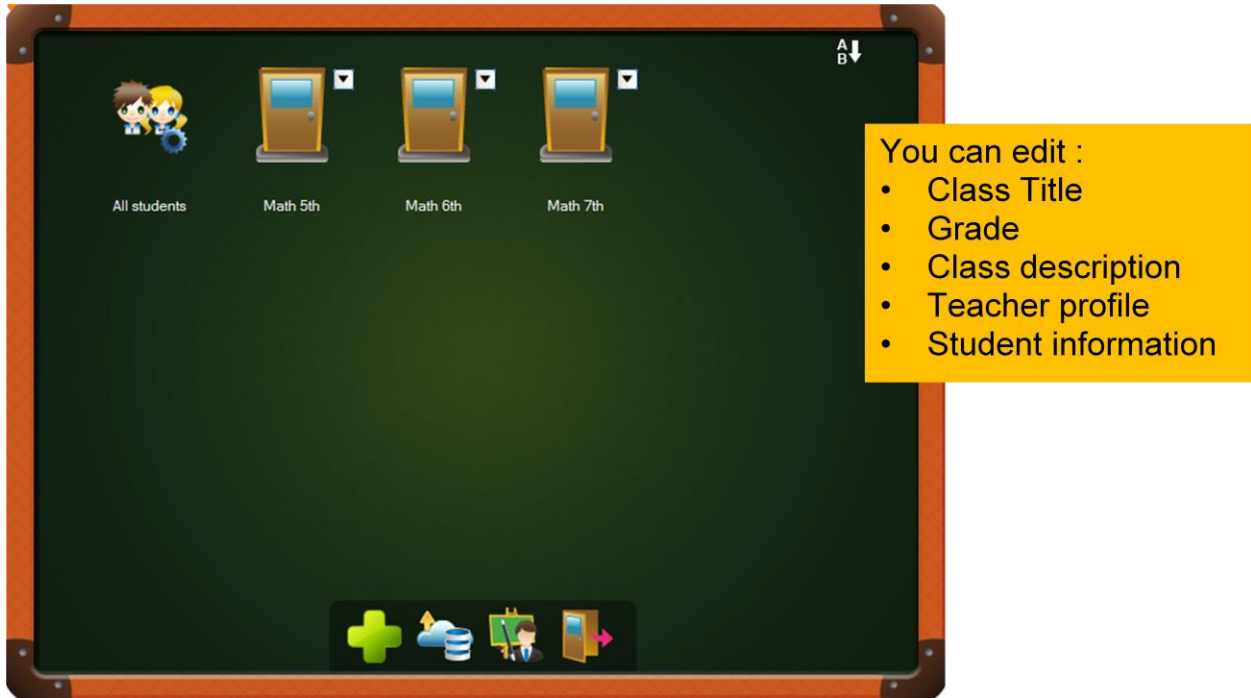 A
B
All students
Math 5th
Math 6th
Math 7th
You can edit :
• Class Title
• Grade
• Class description
• Teacher profile
• Student information